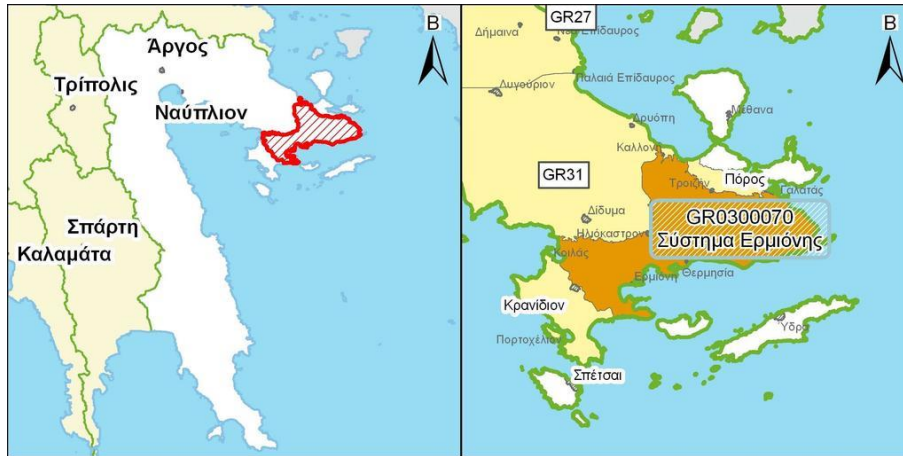 Β
Άργος
Τρίπολις
Ναύπλιον
Σπάρτη
Καλαμάτα
GR27
Β
Δήμαινα
Νέα Επίδαυρος
Λυγούριον
Παλαιά Επίδαυρος
Μέθανα
Δρυόπη
Καλλονή
GR31
Τροιζήν
Πόρος
Γαλατάς
Δίδυμα
GR0300070
Σύστημα Ερμιόνης
Ηλιόκαστρον
Κοιλάς
Ερμιόνη
Θερμησία
Κρανίδιον
Πορτοχέλιον
Ύδρα
Σπέτσαι